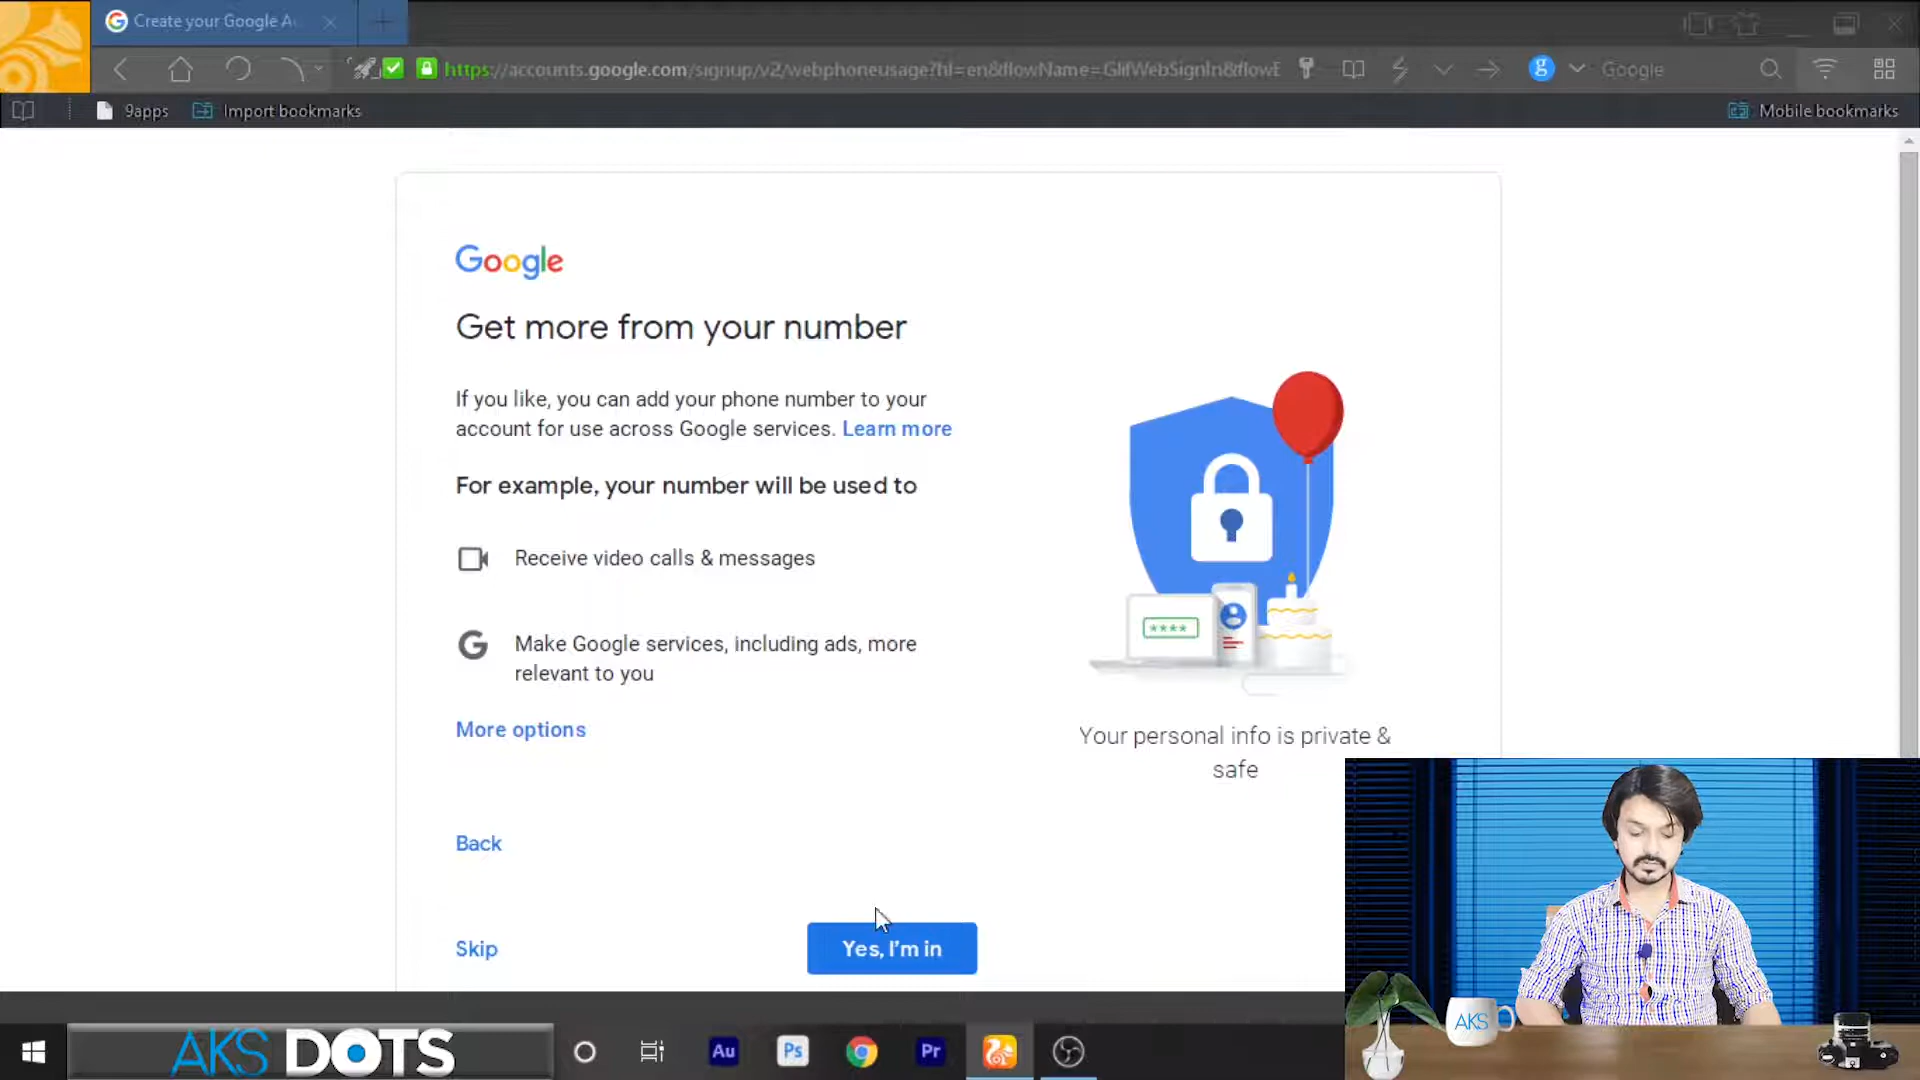 Create your Google A
https://accounts.google.com/signup/v2/webphoneusage?hl=en&flowName=GlifWebSignIn&flowE
g
Google
9apps
Import bookmarks
Mobile bookmarks
Google
Get more from your number
If you like, you can add your phone number to your
account for use across Google services. Learn more
For example, your number will be used to
Receive video calls & messages
G
Make Google services, including ads, more
relevant to you
More options
****
Your personal info is private &
safe
Back
Skip
Yes, I'm in
AKS
AKS DOTS
Au
Ps
Pr